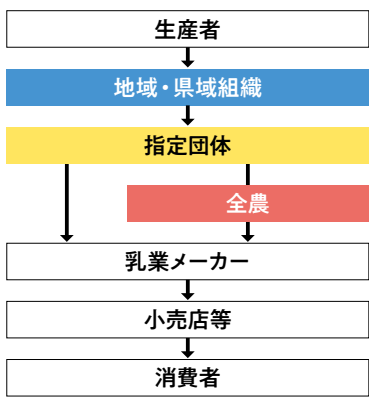 生産者
地域・県域組織
指定団体
全農
乳業メーカー
小売店等
消費者